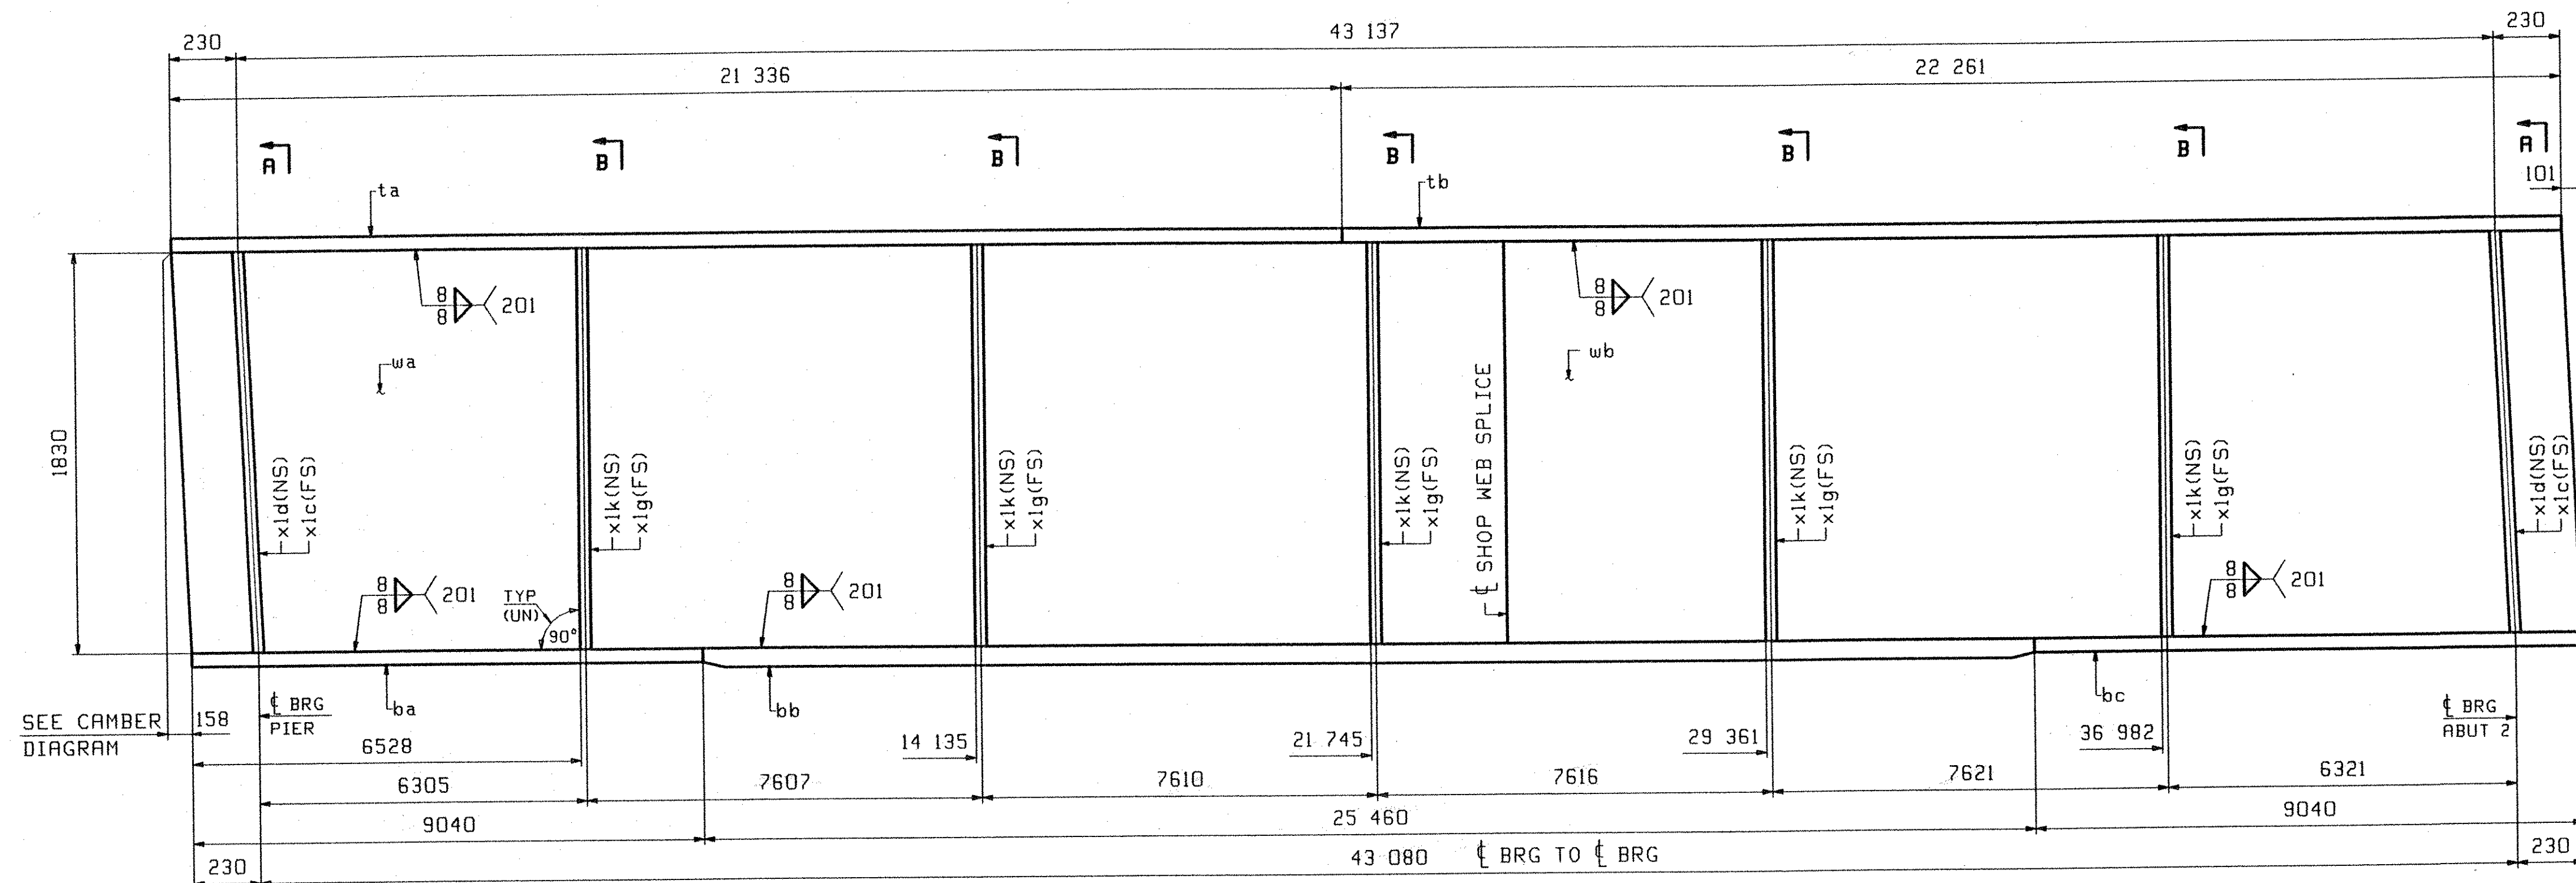 230 43 137 230
21 336 22 261
A B B B B B A
101
ta tb
8
8 201
8
8 201
wa wb
1830
x1d(NS)
x1c(FS)
x1k(NS)
x1g(FS)
x1k(NS)
x1g(FS)
x1k(NS)
x1g(FS)
℄ SHOP WEB SPLICE
x1k(NS)
x1g(FS)
x1k(NS)
x1g(FS)
x1d(NS)
x1c(FS)
8
8 201
TYP
(UN)
90°
8
8 201
8
8 201
ba bb bc
SEE CAMBER
DIAGRAM
158
℄ BRG
PIER
℄ BRG
ABUT 2
6528 14 135 21 745 29 361 36 982
6305 7607 7610 7616 7621 6321
9040 25 460 9040
230 43 080 ℄ BRG TO ℄ BRG 230